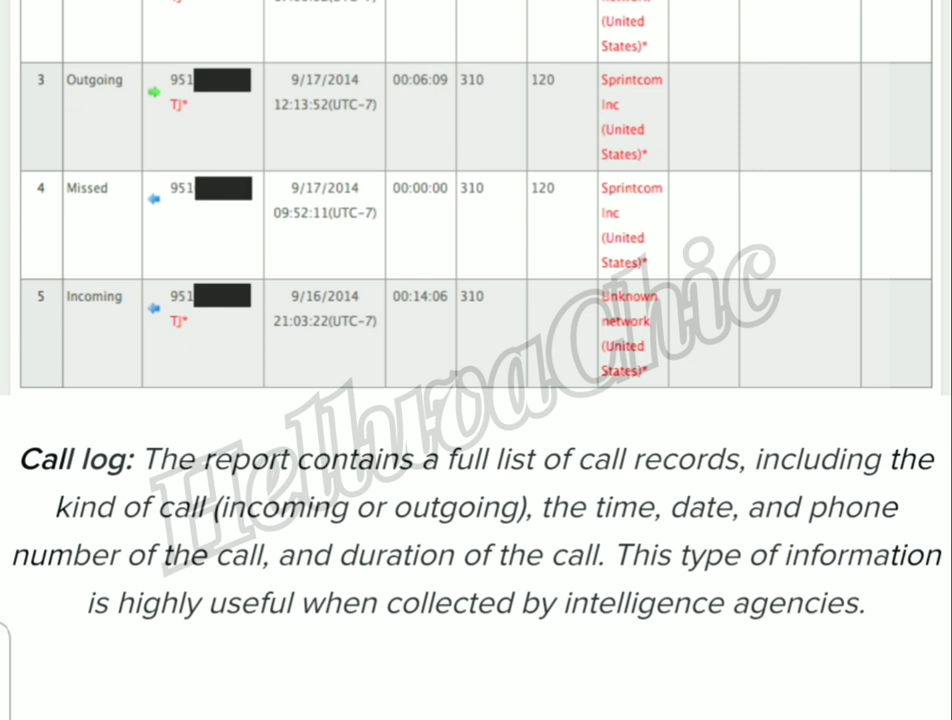 (United
States)*
3 Outgoing 951 9/17/2014 00:06:09 310 120 Sprintcom
TJ* 12:13:52(UTC-7) Inc
(United
States)*
4 Missed 951 9/17/2014 00:00:00 310 120 Sprintcom
09:52:11(UTC-7) Inc
(United
States)*
5 Incoming 951 9/16/2014 00:14:06 310 Unknown
TJ* 21:03:22(UTC-7) network
(United
States)*
HellbroaChic
Call log: The report contains a full list of call records, including the
kind of call (incoming or outgoing), the time, date, and phone
number of the call, and duration of the call. This type of information
is highly useful when collected by intelligence agencies.